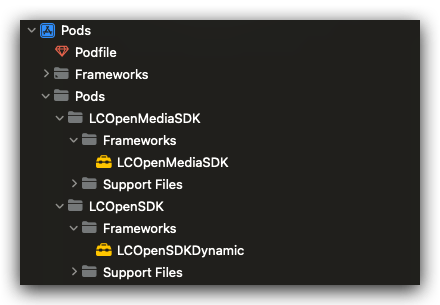 Pods
Podfile
Frameworks
Pods
LCOpenMediaSDK
Frameworks
LCOpenMediaSDK
Support Files
LCOpenSDK
Frameworks
LCOpenSDKDynamic
Support Files